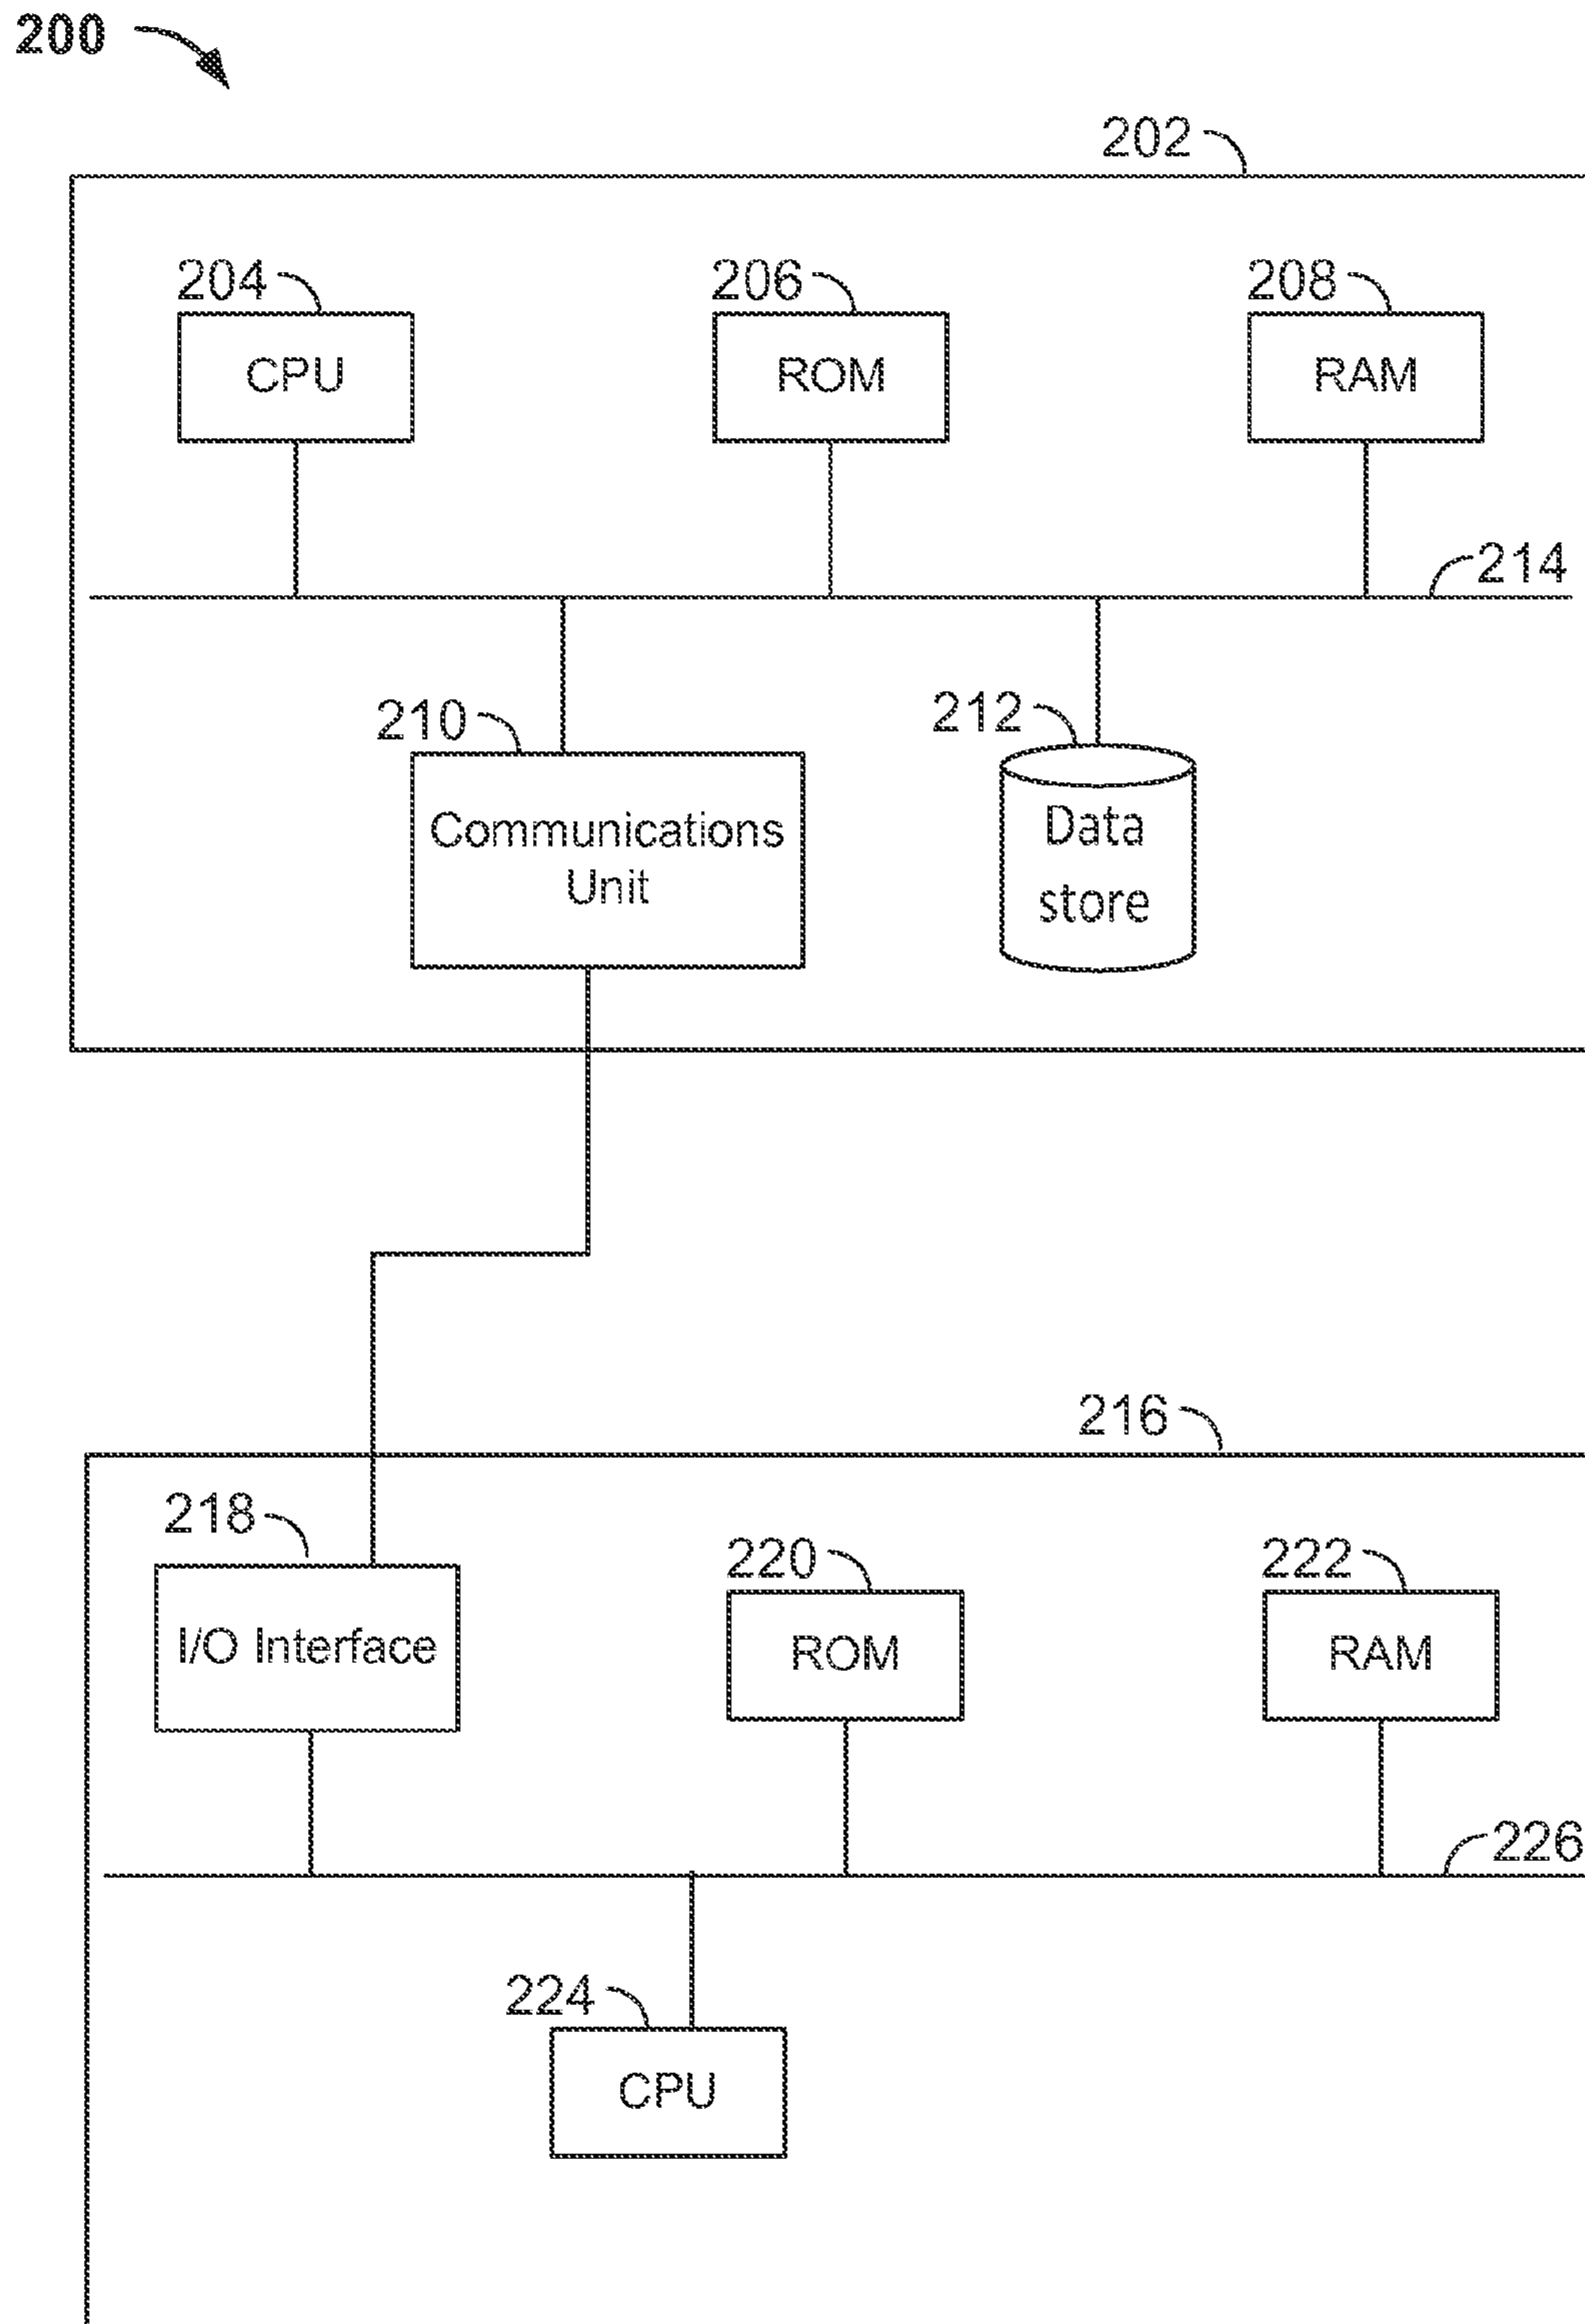 200
202
204
206
208
CPU
ROM
RAM
214
210
212
Communications
Unit
Data
store
216
218
220
222
I/O Interface
ROM
RAM
226
224
CPU